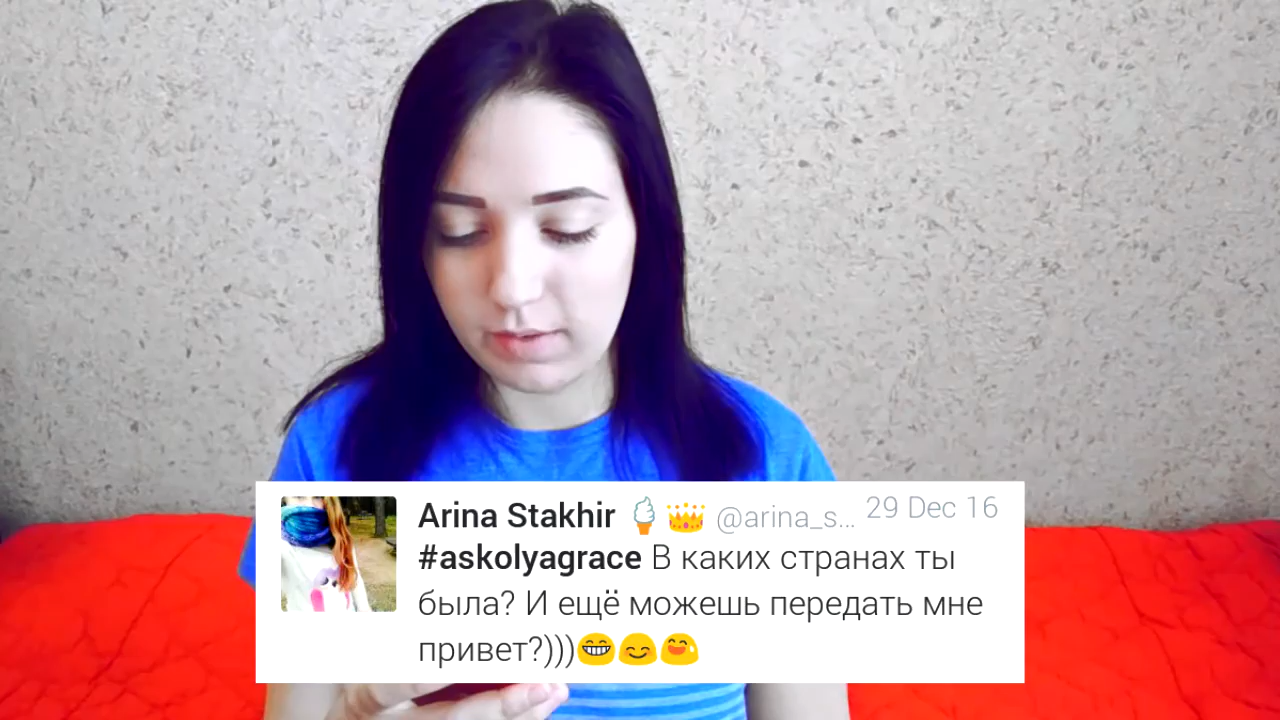 Arina Stakhir 🍦👑 @arina_s... 29 Dec 16
#askolyagrace В каких странах ты
была? И ещё можешь передать мне
привет?)))😁😊😅